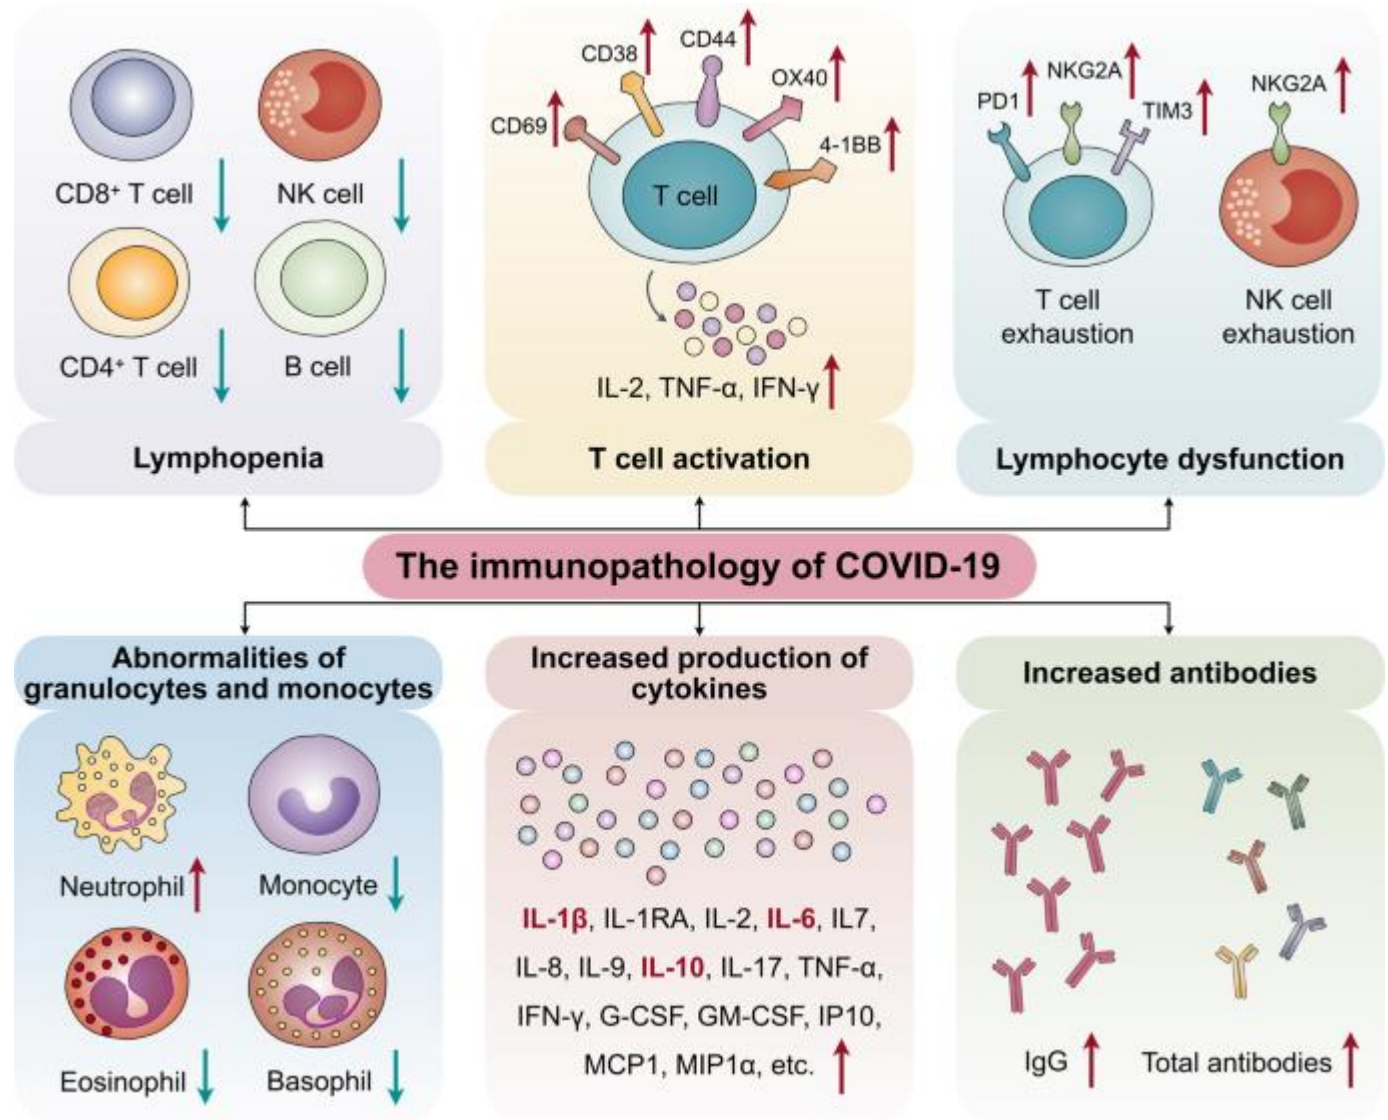 CD8⁺ T cell
NK cell
CD4⁺ T cell
B cell
Lymphopenia
CD69
CD38
CD44
OX40
4-1BB
T cell
IL-2, TNF-α, IFN-γ
T cell activation
PD1
NKG2A
TIM3
NKG2A
T cell
exhaustion
NK cell
exhaustion
Lymphocyte dysfunction
The immunopathology of COVID-19
Abnormalities of
granulocytes and monocytes
Neutrophil
Monocyte
Eosinophil
Basophil
Increased production of
cytokines
IL-1β, IL-1RA, IL-2, IL-6, IL7,
IL-8, IL-9, IL-10, IL-17, TNF-α,
IFN-γ, G-CSF, GM-CSF, IP10,
MCP1, MIP1α, etc.
Increased antibodies
IgG
Total antibodies